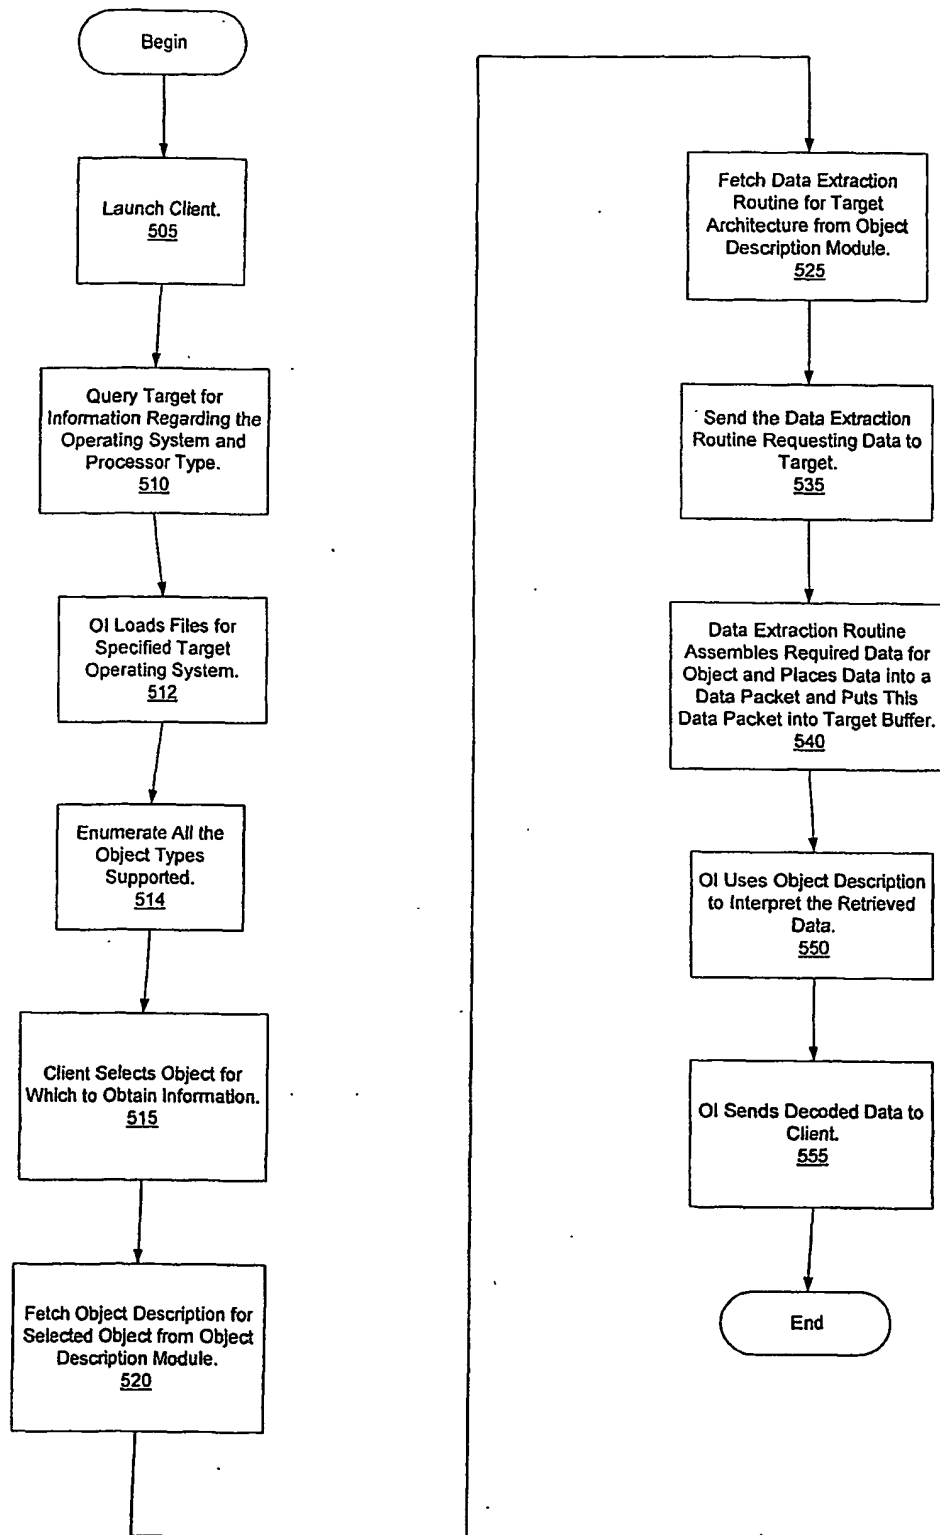 Begin
Launch Client.
505
Query Target for
Information Regarding the
Operating System and
Processor Type.
510
OI Loads Files for
Specified Target
Operating System.
512
Enumerate All the
Object Types
Supported.
514
Client Selects Object for
Which to Obtain Information.
515
Fetch Object Description for
Selected Object from Object
Description Module.
520
Fetch Data Extraction
Routine for Target
Architecture from Object
Description Module.
525
Send the Data Extraction
Routine Requesting Data to
Target.
535
Data Extraction Routine
Assembles Required Data for
Object and Places Data into a
Data Packet and Puts This
Data Packet into Target Buffer.
540
OI Uses Object Description
to Interpret the Retrieved
Data.
550
OI Sends Decoded Data to
Client.
555
End